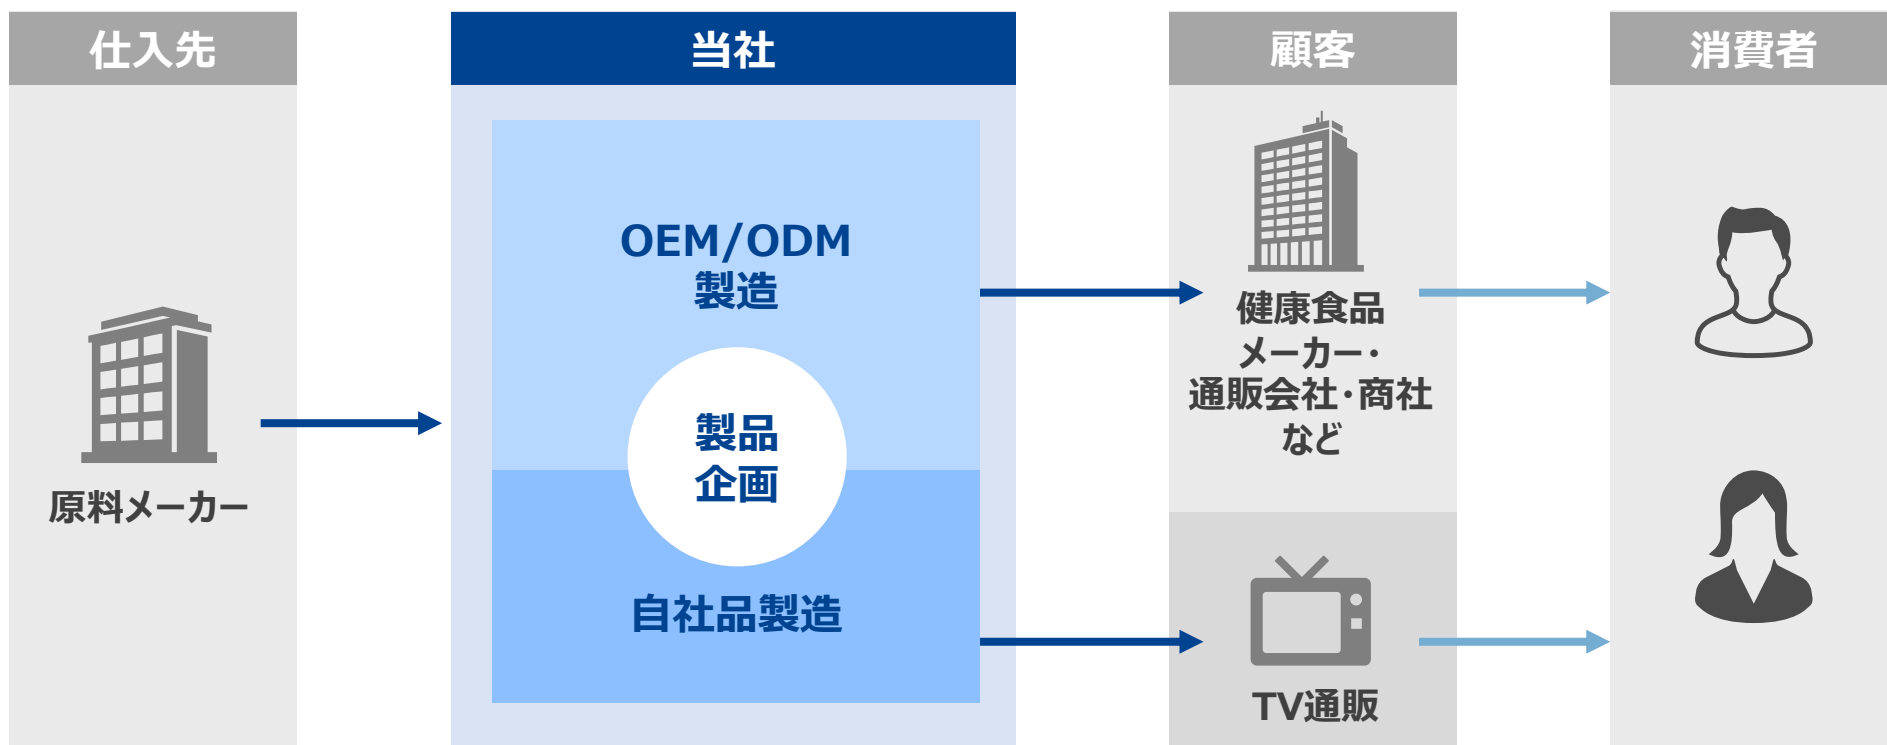 仕入先
原料メーカー
当社
OEM/ODM
製造
製品
企画
自社品製造
顧客
健康食品
メーカー・
通販会社・商社
など
TV通販
消費者